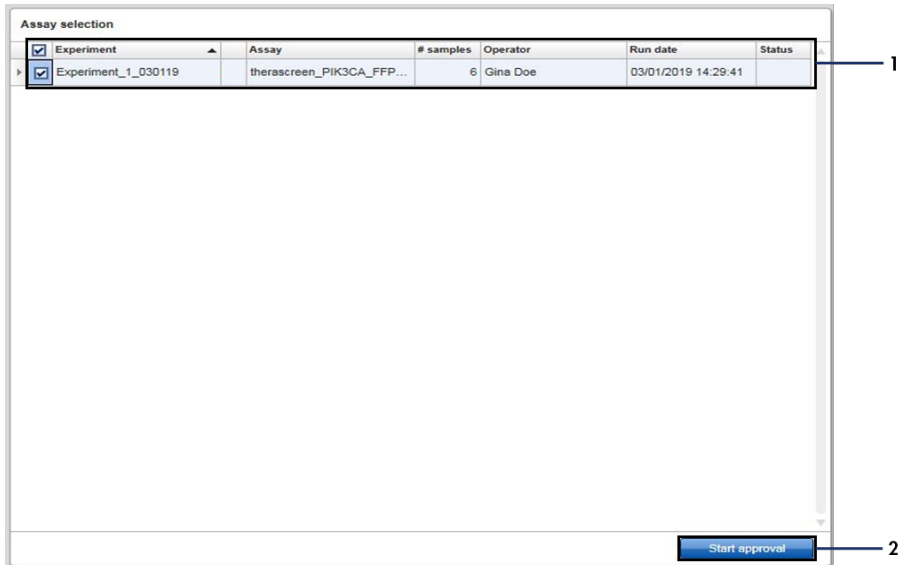 Assay selection
Experiment Assay # samples Operator Run date Status
Experiment_1_030119 therascreen_PIK3CA_FFP... 6 Gina Doe 03/01/2019 14:29:41
1
Start approval
2